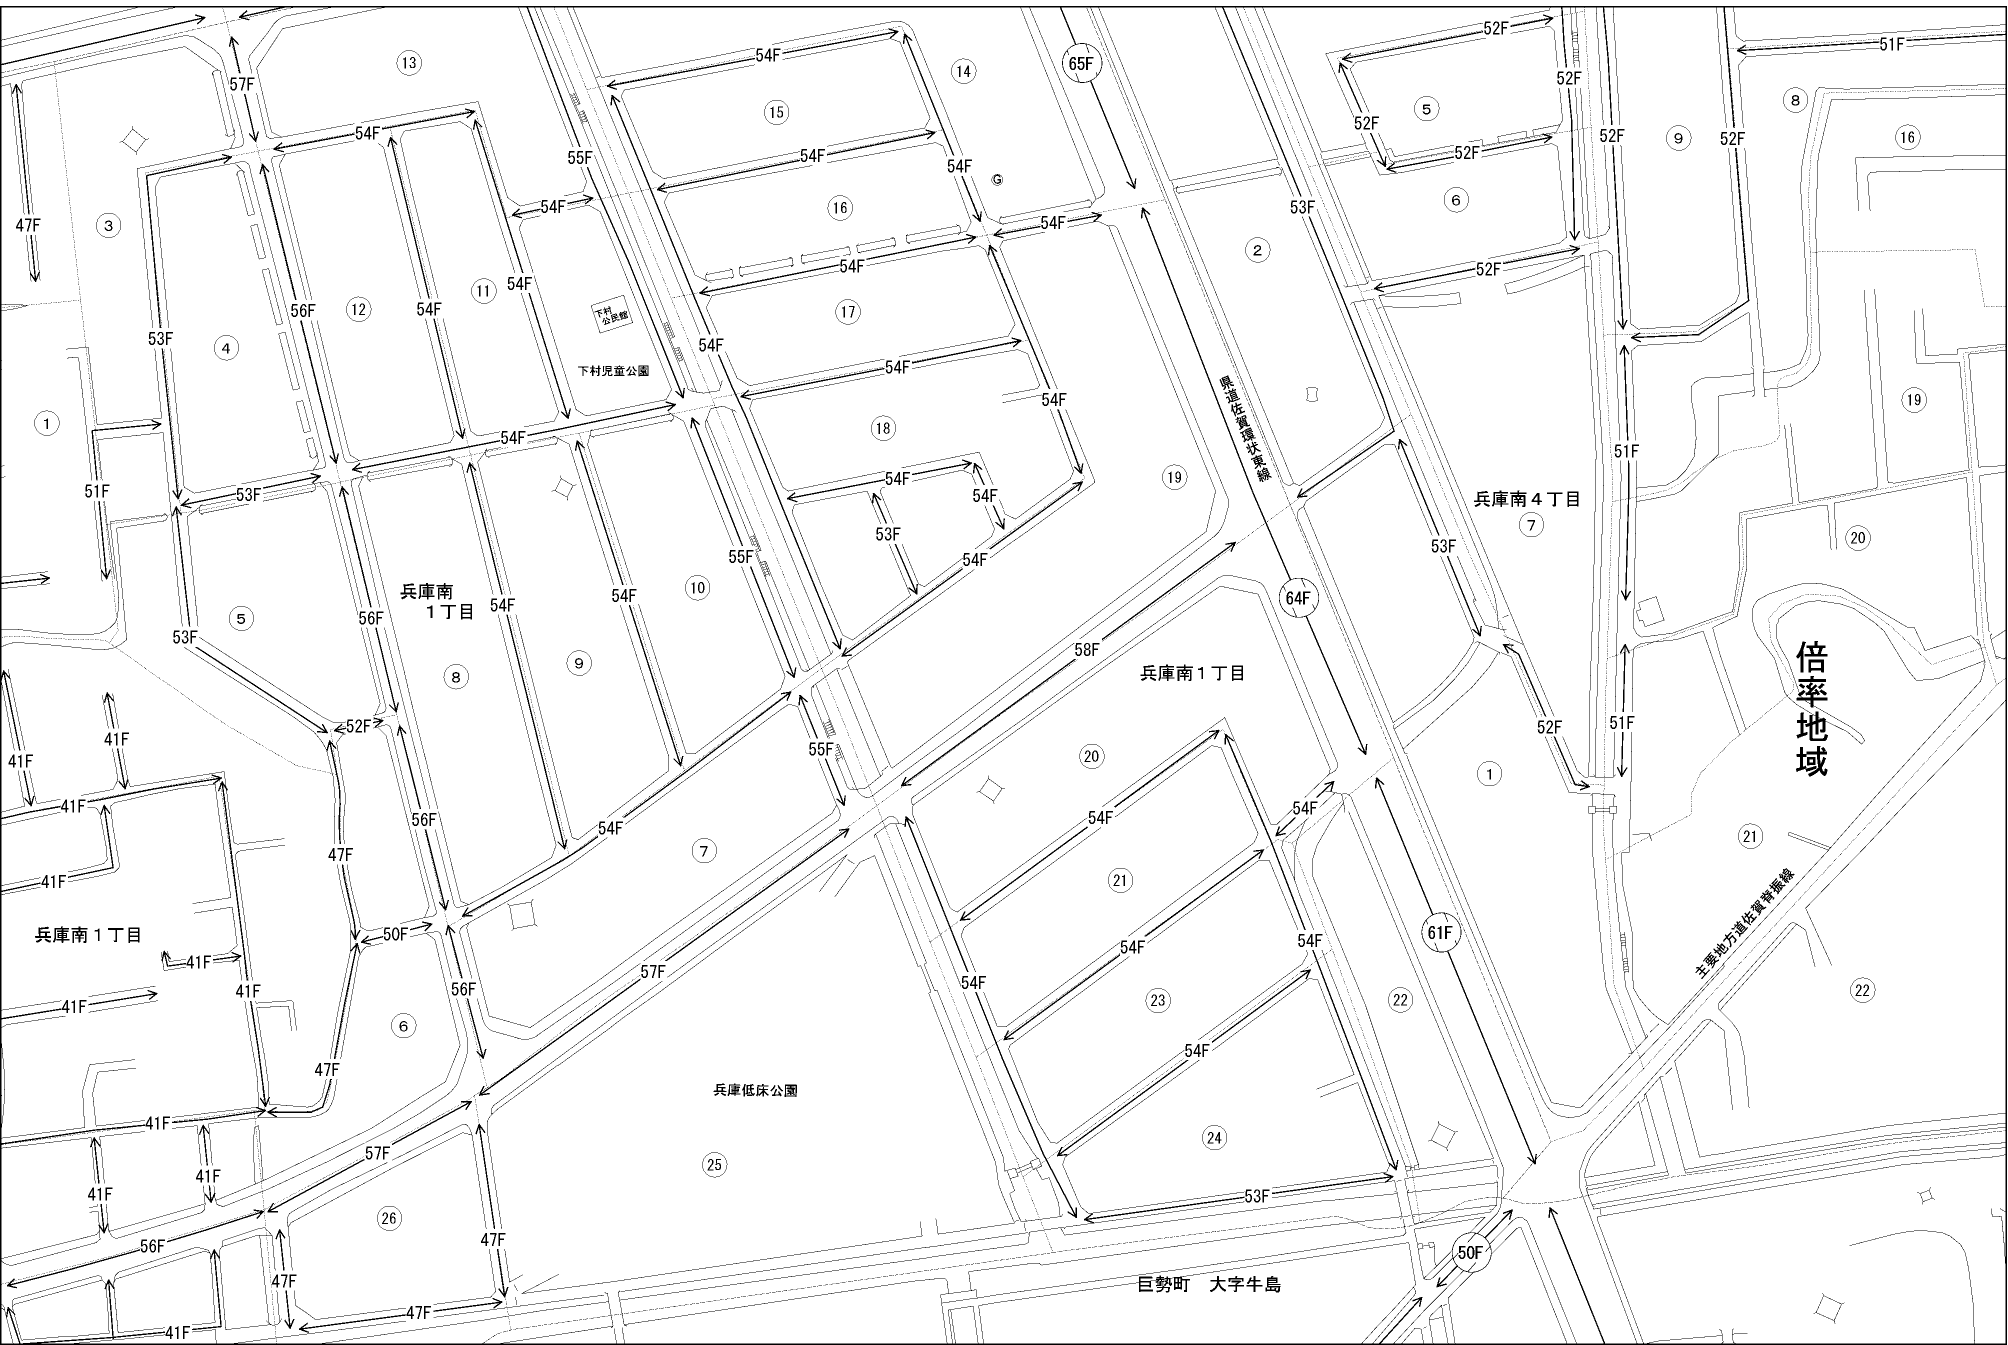 65F
51F
52F
57F
⑬
54F
⑭
52F
⑧
⑮
⑤
54F
52F
52F
52F
⑨
52F
⑯
55F
54F
54F
52F
③
47F
54F
Ⓖ
⑯
54F
⑥
53F
②
54F
52F
54F
⑪
56F
⑫
54F
下村
公民館
⑰
53F
④
54F
下村児童公園
54F
県道佐賀環状東線
54F
⑲
①
⑱
54F
54F
51F
51F
53F
54F
54F
⑲
兵庫南４丁目
⑦
53F
⑳
54F
53F
55F
⑩
兵庫南
１丁目
54F
54F
64F
⑤
56F
53F
58F
倍率地域
⑧
⑨
兵庫南１丁目
52F
52F
51F
41F
41F
55F
⑳
①
41F
56F
54F
54F
54F
㉑
47F
⑦
41F
㉑
主要地方道佐賀脊振線
兵庫南１丁目
50F
54F
54F
61F
41F
57F
54F
㉒
41F
41F
56F
㉓
㉒
⑥
54F
47F
兵庫低床公園
41F
㉔
57F
㉕
41F
41F
53F
㉖
56F
47F
50F
47F
巨勢町　大字牛島
47F
41F